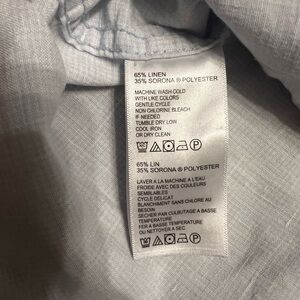 65% LINEN
35% SORONA ® POLYESTER
MACHINE WASH COLD
WITH LIKE COLORS
GENTLE CYCLE
NON CHLORINE BLEACH
IF NEEDED
TUMBLE DRY LOW
COOL IRON
OR DRY CLEAN
65% LIN
35% SORONA ® POLYESTER
LAVER A LA MACHINE A L'EAU
FROIDE AVEC DES COULEURS
SEMBLABLES
CYCLE DELICAT
BLANCHIMENT SANS CHLORE AU
BESOIN
SECHER PAR CULBUTAGE A BASSE
TEMPERATURE
FER A BASSE TEMPERATURE
OU NETTOYER A SEC